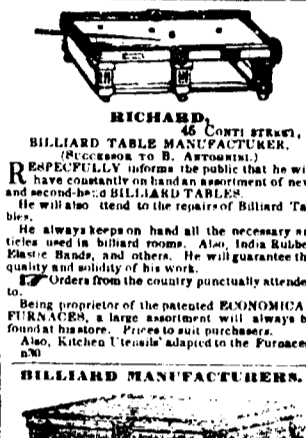 RICHARD,
46 CONTI STREET,
BILLIARD TABLE MANUFACTURER.
(SUCCESSOR TO B. ANTOGNINI.)
RESPECFULLY informs the public that he wi
have constantly on hand an assortment of ne
and second-hand BILLIARD TABLES.
He will also ttend to the repairs of Billiard Ta
bles.
He always keeps on hand all the necessary a
ticles used in billiard rooms. Also, India Rubbe
Elastic Bands, and others. He will guarantee th
quality and solidity of his work.
Orders from the country punctually attende
to.
Being proprietor of the patented ECONOMICA
FURNACES, a large assortment will always b
found at his store. Prices to suit purchasers.
Also, Kitchen Utensils adapted to the Furnace
n30
BILLIARD MANUFACTURERS.